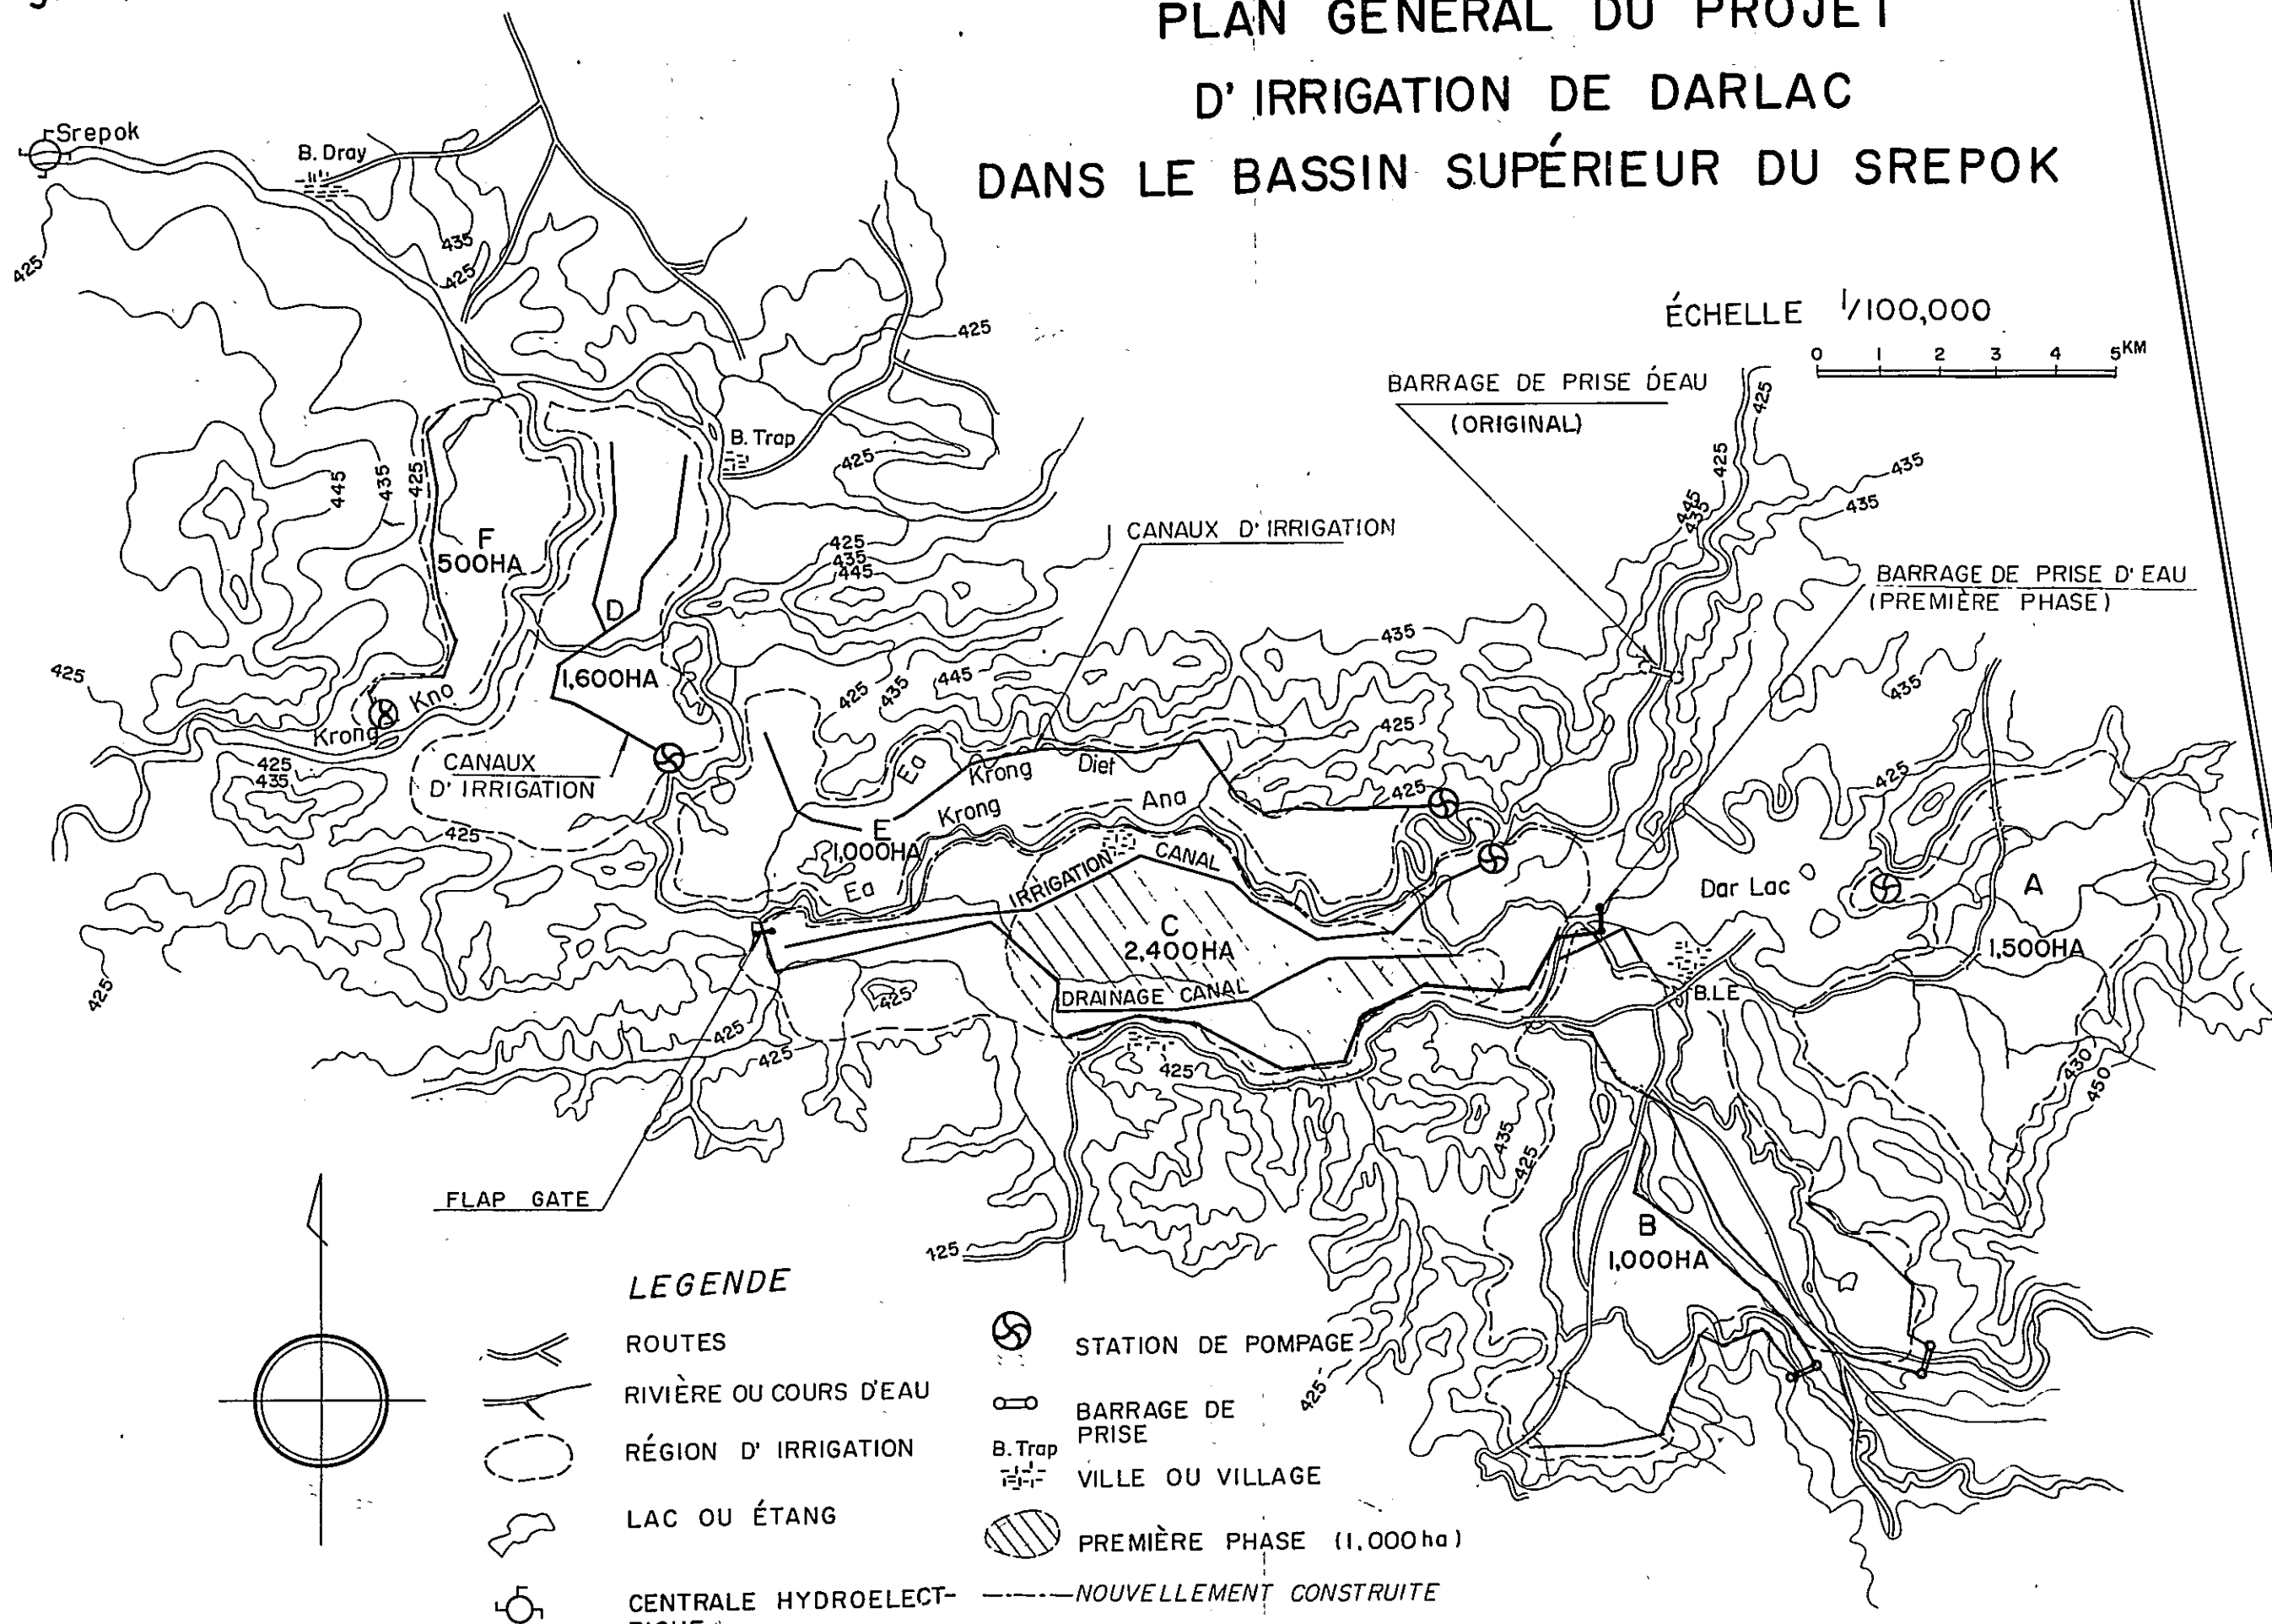 PLAN GENERAL DU PROJET
D' IRRIGATION DE DARLAC
DANS LE BASSIN SUPÉRIEUR DU SREPOK
ÉCHELLE 1/100,000
0 1 2 3 4 5KM
Srepok
B. Dray
435
425
425
425
BARRAGE DE PRISE D'EAU
(ORIGINAL)
425
B. Trap
425
445
435
425
425
445
435
435
435
F
500HA
CANAUX D' IRRIGATION
425
435
445
BARRAGE DE PRISE D' EAU
(PREMIÈRE PHASE)
D
435
425
1,600HA
425
435
445
435
Krong Kno
425
425
435
CANAUX
D' IRRIGATION
Ea Krong Diet
425
425
425
E
1,000HA
Ea Krong Ana
IRRIGATION CANAL
Dar Lac
A
1,500HA
C
2,400HA
DRAINAGE CANAL
B.LE
425
425
425
425
425
430
450
435
425
FLAP GATE
125
B
1,000HA
425
LEGENDE
ROUTES
RIVIÈRE OU COURS D'EAU
RÉGION D' IRRIGATION
LAC OU ÉTANG
CENTRALE HYDROELECT-
STATION DE POMPAGE
BARRAGE DE
PRISE
B. Trap
VILLE OU VILLAGE
PREMIÈRE PHASE (1.000ha)
NOUVELLEMENT CONSTRUITE